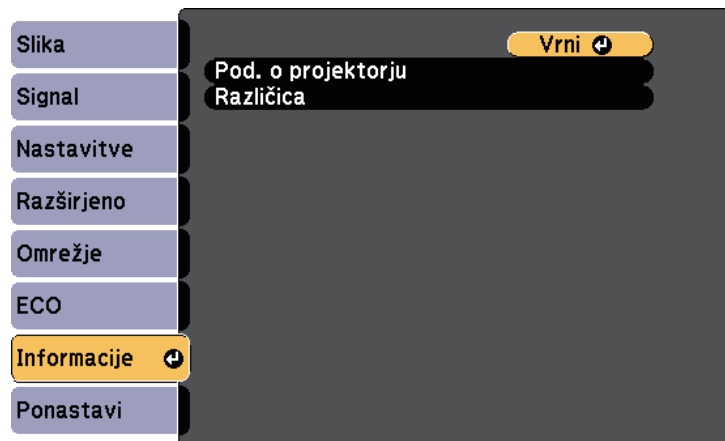 Slika
Signal
Nastavitve
Razširjeno
Omrežje
ECO
Informacije
Ponastavi
Vrni
Pod. o projektorju
Različica